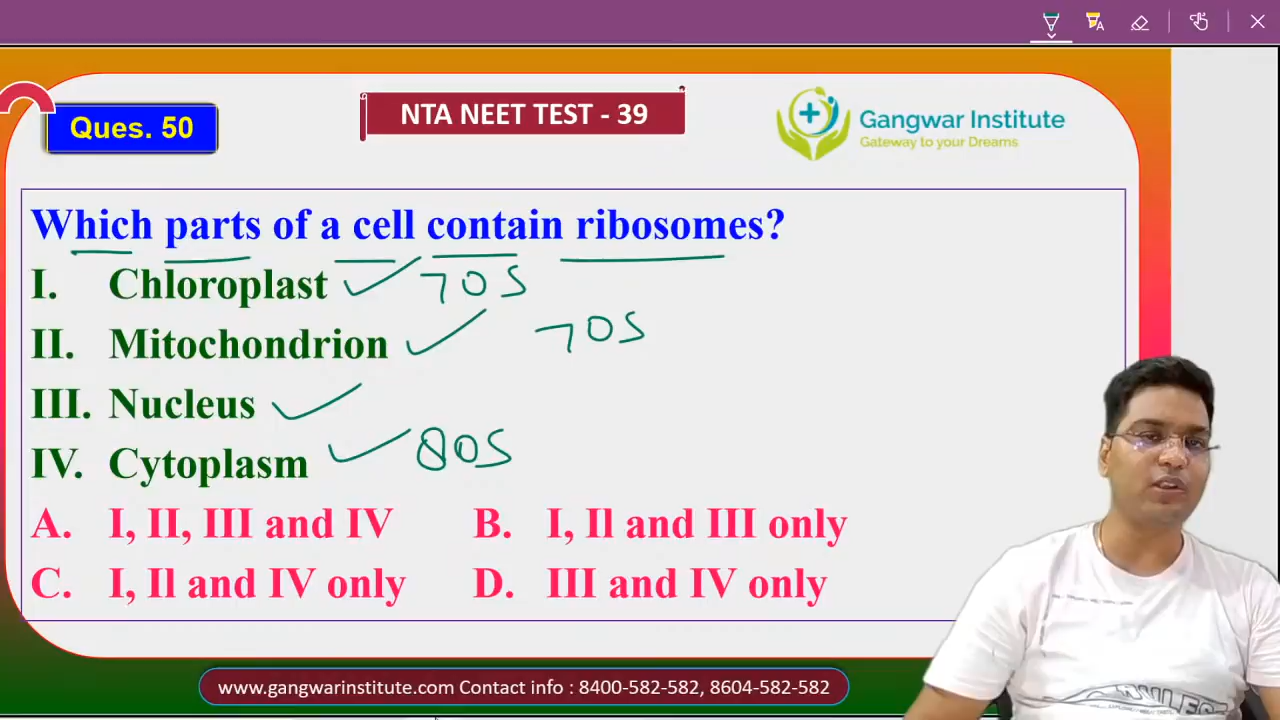 Ques. 50
NTA NEET TEST - 39
Gangwar Institute
Gateway to your Dreams
Which parts of a cell contain ribosomes?
I. Chloroplast 70S
II. Mitochondrion 70S
III. Nucleus
IV. Cytoplasm 80S
A. I, II, III and IV B. I, Il and III only
C. I, Il and IV only D. III and IV only
www.gangwarinstitute.com Contact info : 8400-582-582, 8604-582-582